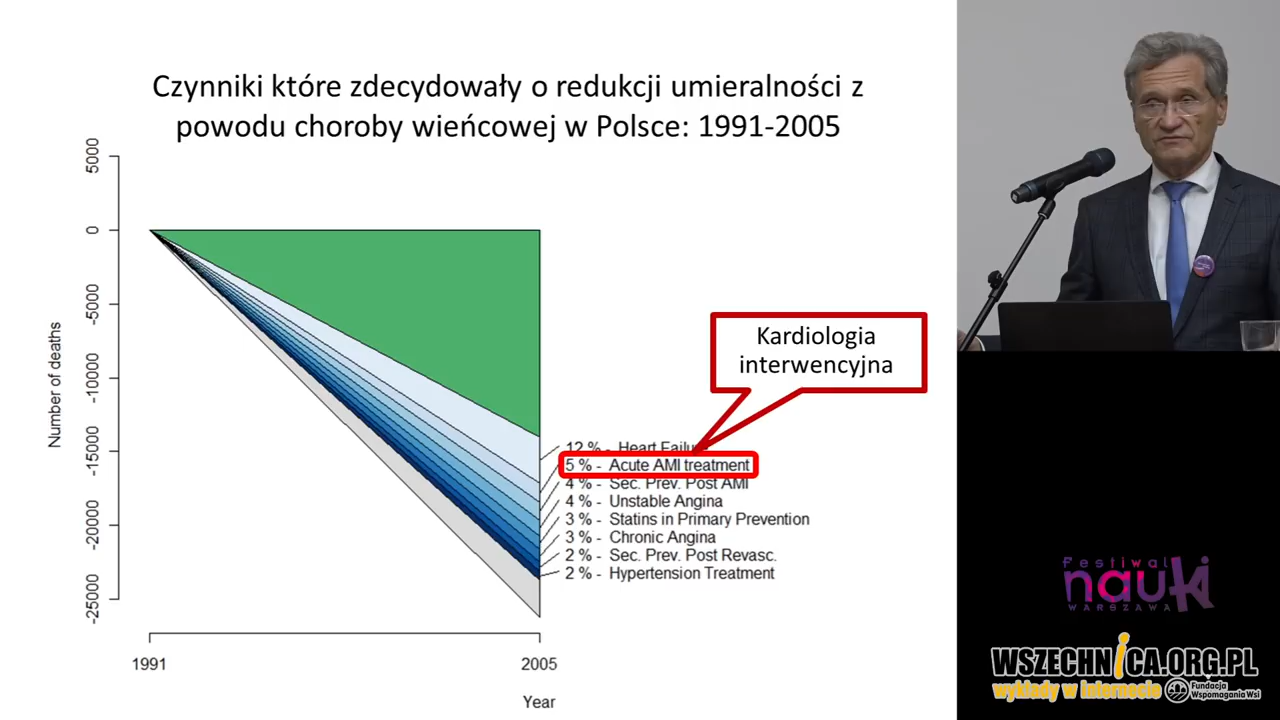 Czynniki które zdecydowały o redukcji umieralności z
powodu choroby wieńcowej w Polsce: 1991-2005
Number of deaths
5000
0
-5000
-10000
-15000
-20000
-25000
Kardiologia
interwencyjna
12 % - Heart Failu
5 % - Acute AMI treatment
4 % - Sec. Prev. Post AMI
4 % - Unstable Angina
3 % - Statins in Primary Prevention
3 % - Chronic Angina
2 % - Sec. Prev. Post Revasc.
2 % - Hypertension Treatment
1991
2005
Year
Festiwal
nauki
WARSZAWA
WSZECHNiCA.ORG.PL
wykłady w internecie
Fundacja
Wspomagania Wsi